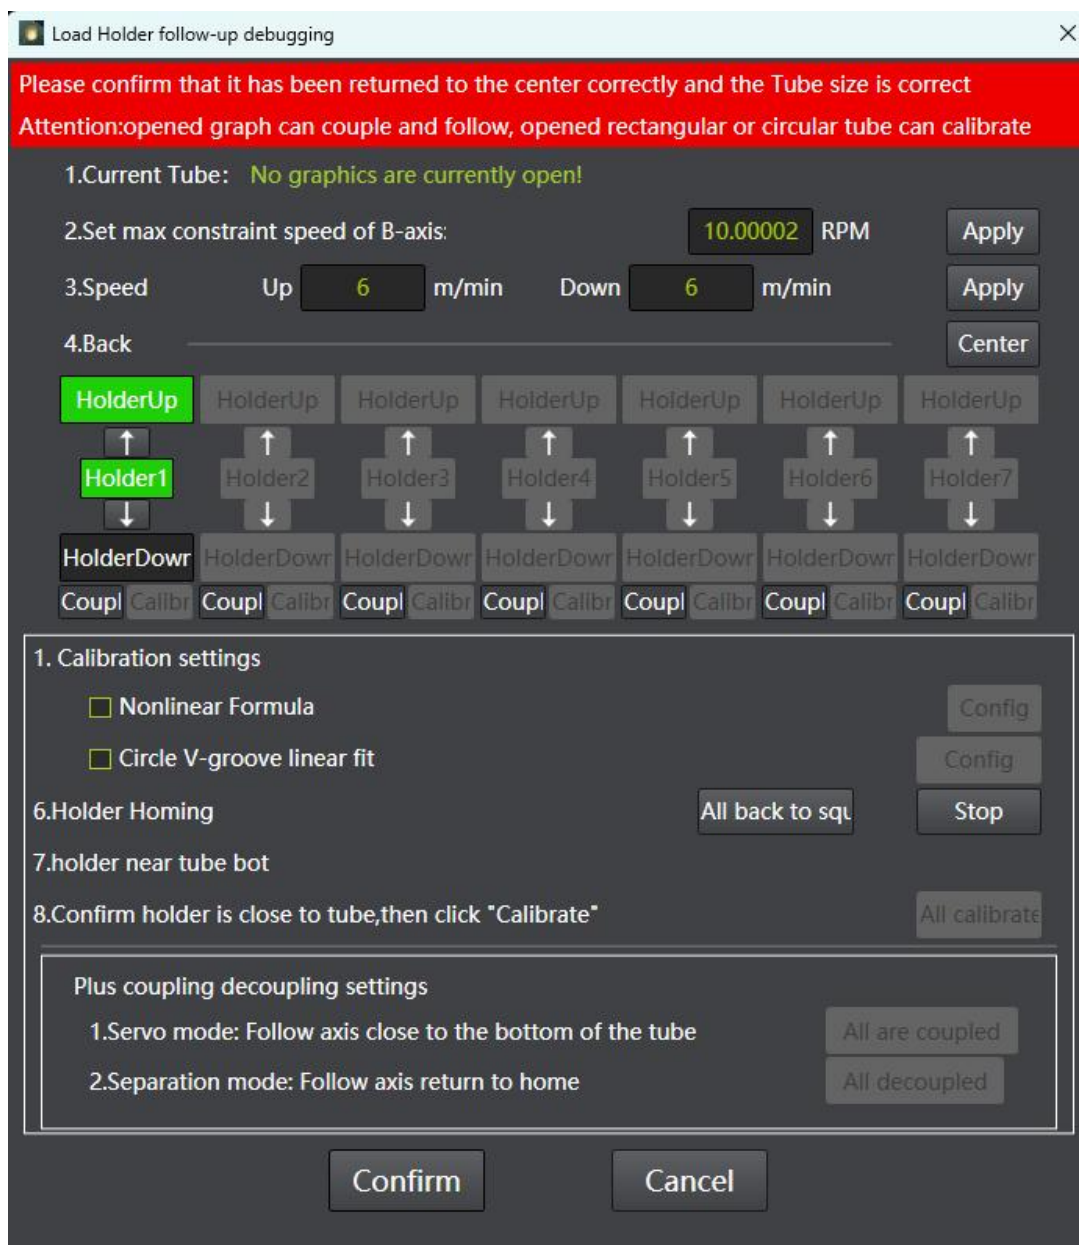 Load Holder follow-up debugging
Please confirm that it has been returned to the center correctly and the Tube size is correct
Attention:opened graph can couple and follow, opened rectangular or circular tube can calibrate
1.Current Tube: No graphics are currently open!
2.Set max constraint speed of B-axis: 10.00002 RPM Apply
3.Speed Up 6 m/min Down 6 m/min Apply
4.Back Center
HolderUp HolderUp HolderUp HolderUp HolderUp HolderUp HolderUp
↑ ↑ ↑ ↑ ↑ ↑ ↑
Holder1 Holder2 Holder3 Holder4 Holder5 Holder6 Holder7
↓ ↓ ↓ ↓ ↓ ↓ ↓
HolderDowr HolderDowr HolderDowr HolderDowr HolderDowr HolderDowr HolderDowr
Coupl Calibr Coupl Calibr Coupl Calibr Coupl Calibr Coupl Calibr Coupl Calibr Coupl Calibr
1. Calibration settings
Nonlinear Formula Config
Circle V-groove linear fit Config
6.Holder Homing All back to squ Stop
7.holder near tube bot
8.Confirm holder is close to tube,then click "Calibrate" All calibrate
Plus coupling decoupling settings
1.Servo mode: Follow axis close to the bottom of the tube All are coupled
2.Separation mode: Follow axis return to home All decoupled
Confirm Cancel